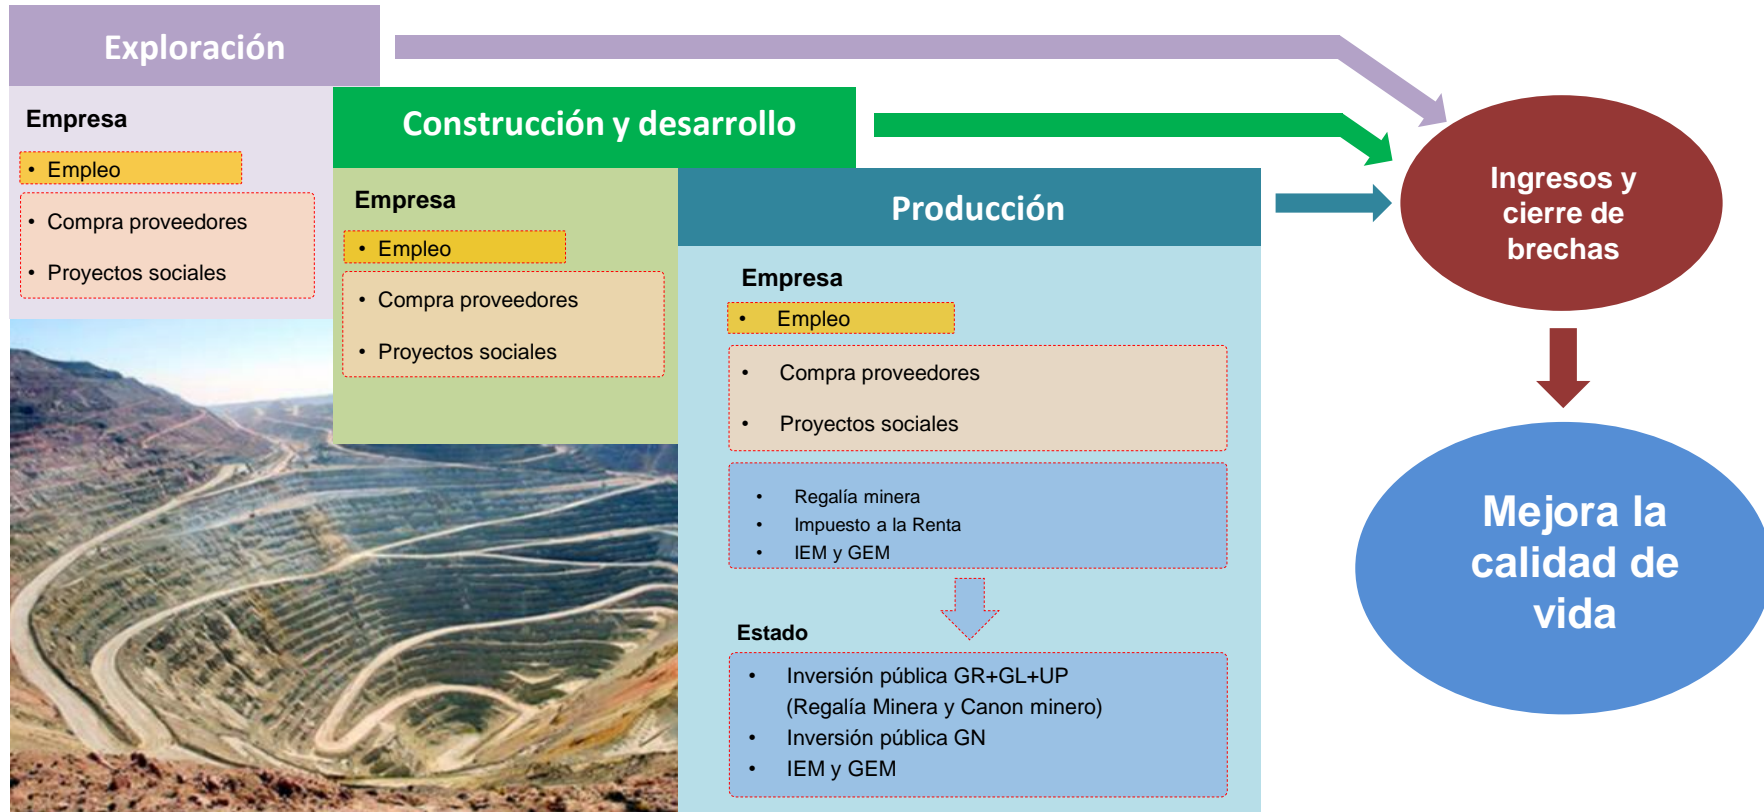 Exploración
Empresa
• Empleo
• Compra proveedores
• Proyectos sociales
Construcción y desarrollo
Empresa
• Empleo
• Compra proveedores
• Proyectos sociales
Producción
Empresa
• Empleo
• Compra proveedores
• Proyectos sociales
• Regalía minera
• Impuesto a la Renta
• IEM y GEM
Estado
• Inversión pública GR+GL+UP
(Regalía Minera y Canon minero)
• Inversión pública GN
• IEM y GEM
Ingresos y
cierre de
brechas
Mejora la
calidad de
vida